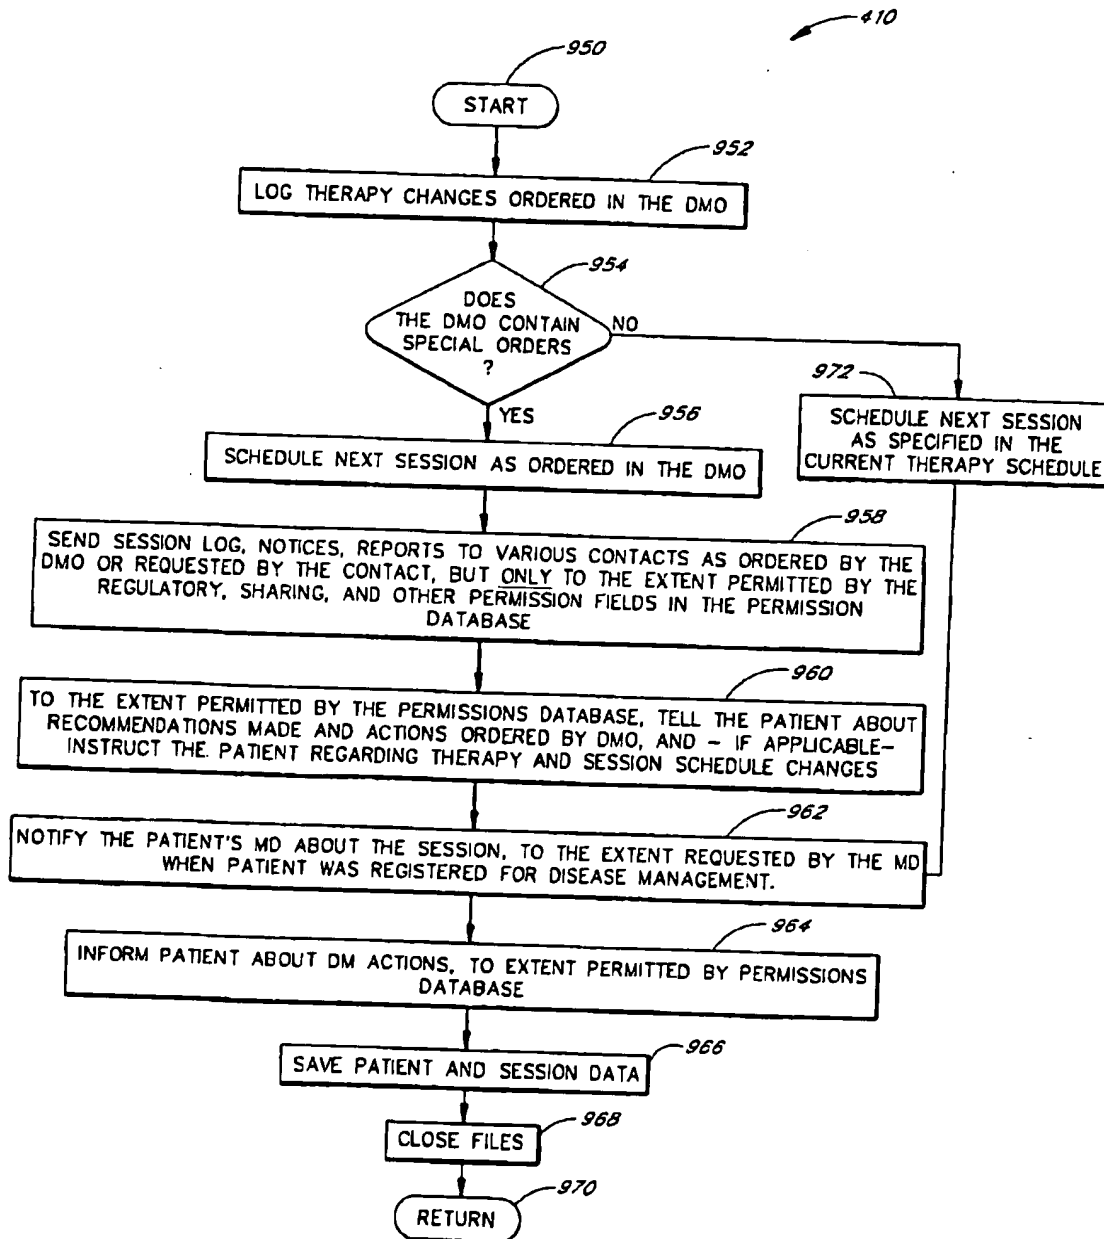 410
950
START
952
LOG THERAPY CHANGES ORDERED IN THE DMO
954
DOES
THE DMO CONTAIN
SPECIAL ORDERS
?
NO
YES
972
SCHEDULE NEXT SESSION
AS SPECIFIED IN THE
CURRENT THERAPY SCHEDULE
956
SCHEDULE NEXT SESSION AS ORDERED IN THE DMO
958
SEND SESSION LOG, NOTICES, REPORTS TO VARIOUS CONTACTS AS ORDERED BY THE
DMO OR REQUESTED BY THE CONTACT, BUT ONLY TO THE EXTENT PERMITTED BY THE
REGULATORY, SHARING, AND OTHER PERMISSION FIELDS IN THE PERMISSION
DATABASE
960
TO THE EXTENT PERMITTED BY THE PERMISSIONS DATABASE, TELL THE PATIENT ABOUT
RECOMMENDATIONS MADE AND ACTIONS ORDERED BY DMO, AND - IF APPLICABLE-
INSTRUCT THE PATIENT REGARDING THERAPY AND SESSION SCHEDULE CHANGES
962
NOTIFY THE PATIENT'S MD ABOUT THE SESSION, TO THE EXTENT REQUESTED BY THE MD
WHEN PATIENT WAS REGISTERED FOR DISEASE MANAGEMENT.
964
INFORM PATIENT ABOUT DM ACTIONS, TO EXTENT PERMITTED BY PERMISSIONS
DATABASE
966
SAVE PATIENT AND SESSION DATA
968
CLOSE FILES
970
RETURN